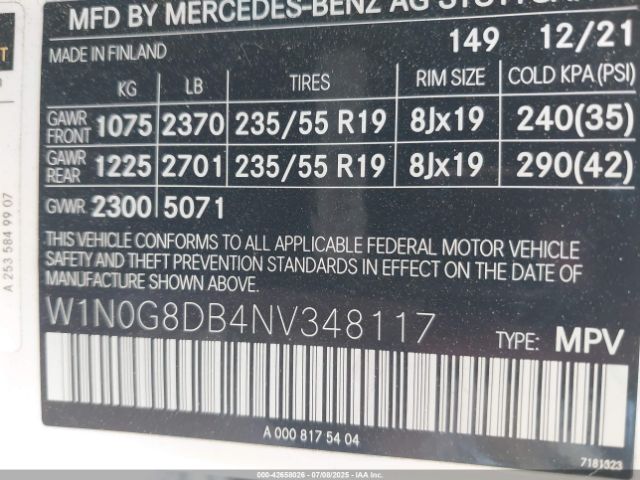 MFD BY MERCEDES-BENZ AG
MADE IN FINLAND 149 12/21
KG LB TIRES RIM SIZE COLD KPA (PSI)
GAWR FRONT 1075 2370 235/55 R19 8Jx19 240(35)
GAWR REAR 1225 2701 235/55 R19 8Jx19 290(42)
GVWR 2300 5071
THIS VEHICLE CONFORMS TO ALL APPLICABLE FEDERAL MOTOR VEHICLE
SAFETY AND THEFT PREVENTION STANDARDS IN EFFECT ON THE DATE OF
MANUFACTURE SHOWN ABOVE.
W1N0G8DB4NV348117
TYPE: MPV
A 000 817 54 04
7181323
A 253 584 99 07
000-42658026 - 07/08/2025 - IAAI.COM